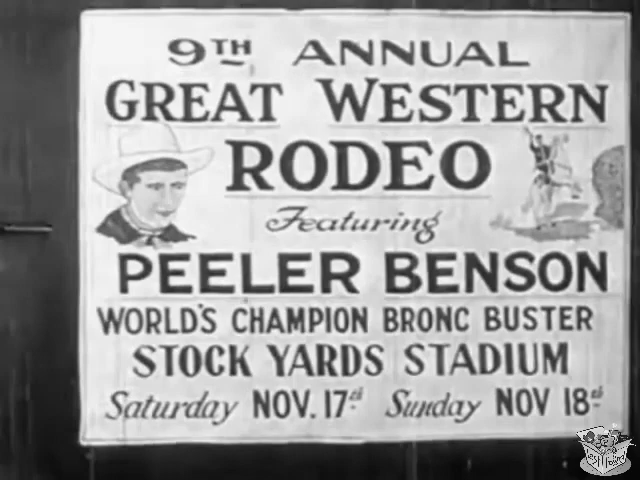 9TH ANNUAL
GREAT WESTERN
RODEO
Featuring
PEELER BENSON
WORLD'S CHAMPION BRONC BUSTER
STOCK YARDS STADIUM
Saturday NOV. 17th Sunday NOV 18th